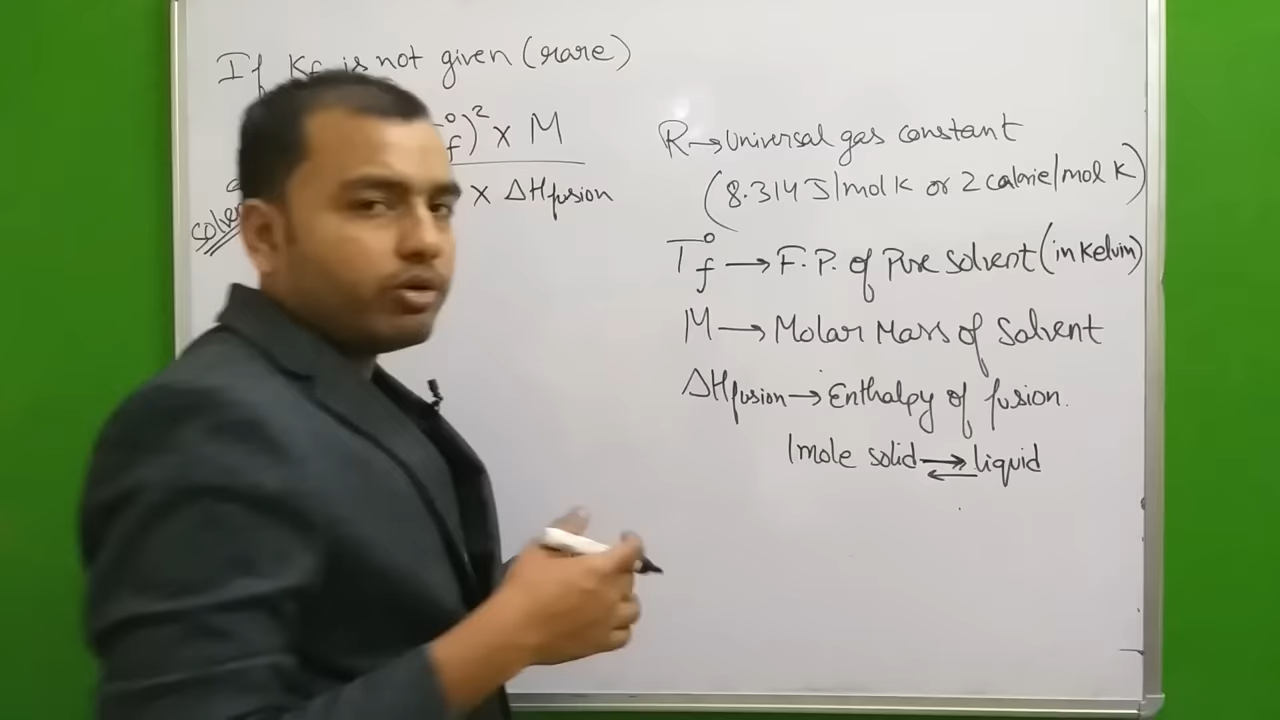 If Kf is not given (rare)
f°)² x M
x ΔHfusion
R→Universal gas constant
(8.314 J/mol K or 2 calorie/mol K)
T°f → F.P. of Pure solvent (in Kelvin)
M → Molar Mass of Solvent
ΔHfusion → Enthalpy of fusion.
1 mole solid ⇌ liquid